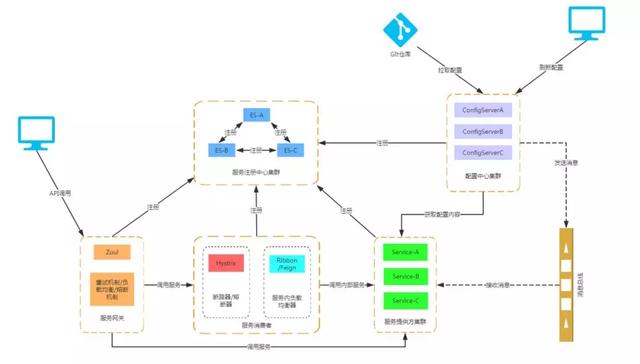 Git仓库
拉取配置
刷新配置
ES-A
注册
注册
ES-B
注册
ES-C
服务注册中心集群
注册
ConfigServerA
ConfigServerB
ConfigServerC
配置中心集群
发送消息
API调用
注册
注册
注册
获取配置内容
Zuul
重试机制/负
载均衡/熔断
机制
服务网关
调用服务
Hystrix
断路器/熔
断器
Ribbon
/Feign
服务内负载
均衡器
服务消费者
调用内部服务
Service-A
Service-B
Service-C
服务提供方集群
接收消息
消息总线
调用服务